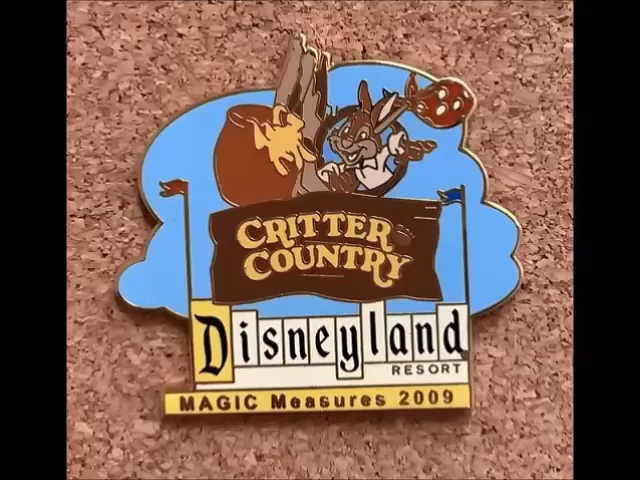 CRITTER
COUNTRY
Disneyland
RESORT
MAGIC Measures 2009